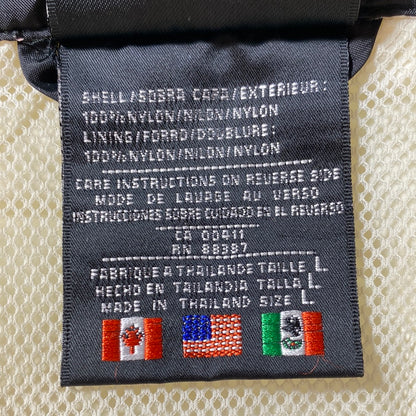 SHELL/SOBRA CARA/EXTERIEUR:
100%NYLON/NILON/NYLON
LINING/FORRO/DOUBLURE:
100%NYLON/NILON/NYLON
CARE INSTRUCTIONS ON REVERSE SIDE
MODE DE LAVAGE AU VERSO
INSTRUCCIONES SOBRE CUIDADO EN EL REVERSO
CA 00411
RN 88387
FABRIQUE A THAILANDE TAILLE L
HECHO EN TAILANDIA TALLA L
MADE IN THAILAND SIZE L